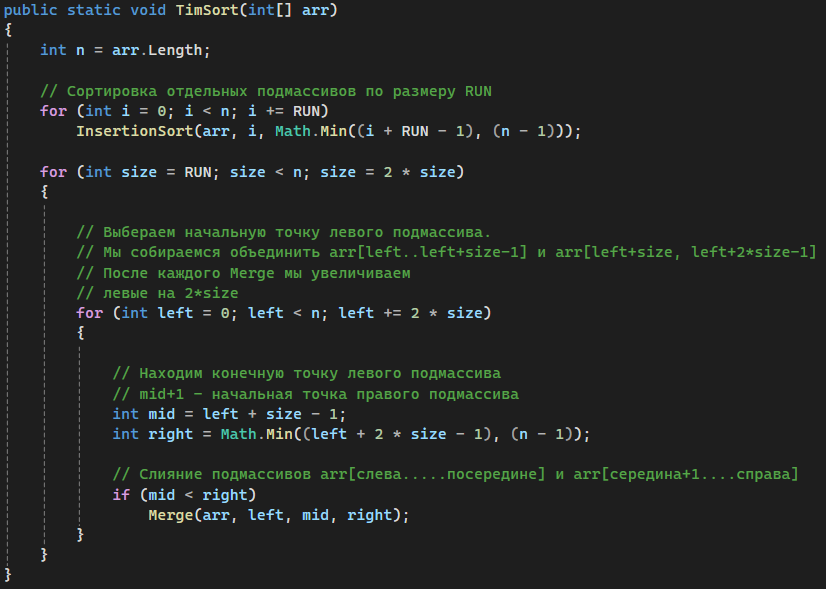 public static void TimSort(int[] arr)
{
    int n = arr.Length;

    // Сортировка отдельных подмассивов по размеру RUN
    for (int i = 0; i < n; i += RUN)
        InsertionSort(arr, i, Math.Min((i + RUN - 1), (n - 1)));

    for (int size = RUN; size < n; size = 2 * size)
    {

        // Выбераем начальную точку левого подмассива.
        // Мы собираемся объединить arr[left..left+size-1] и arr[left+size, left+2*size-1]
        // После каждого Merge мы увеличиваем
        // левые на 2*size
        for (int left = 0; left < n; left += 2 * size)
        {

            // Находим конечную точку левого подмассива
            // mid+1 - начальная точка правого подмассива
            int mid = left + size - 1;
            int right = Math.Min((left + 2 * size - 1), (n - 1));

            // Слияние подмассивов arr[слева.....посередине] и arr[середина+1....справа]
            if (mid < right)
                Merge(arr, left, mid, right);
        }
    }
}